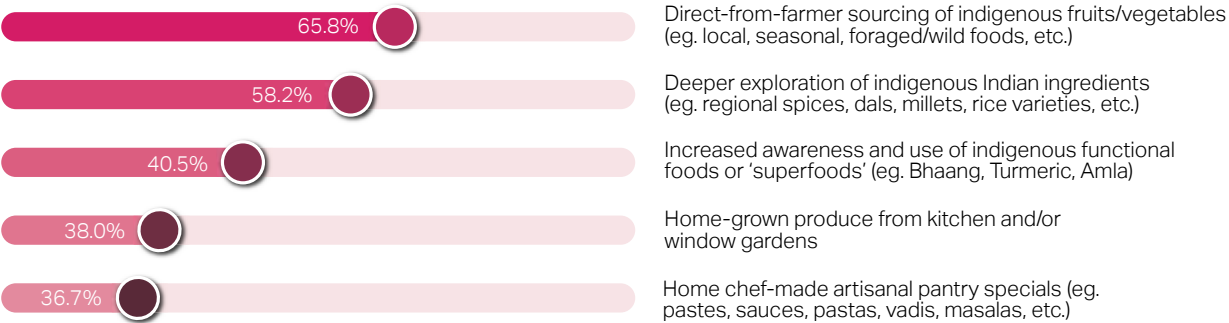 65.8%
Direct-from-farmer sourcing of indigenous fruits/vegetables
(eg. local, seasonal, foraged/wild foods, etc.)
58.2%
Deeper exploration of indigenous Indian ingredients
(eg. regional spices, dals, millets, rice varieties, etc.)
40.5%
Increased awareness and use of indigenous functional
foods or ‘superfoods’ (eg. Bhaang, Turmeric, Amla)
38.0%
Home-grown produce from kitchen and/or
window gardens
36.7%
Home chef-made artisanal pantry specials (eg.
pastes, sauces, pastas, vadis, masalas, etc.)